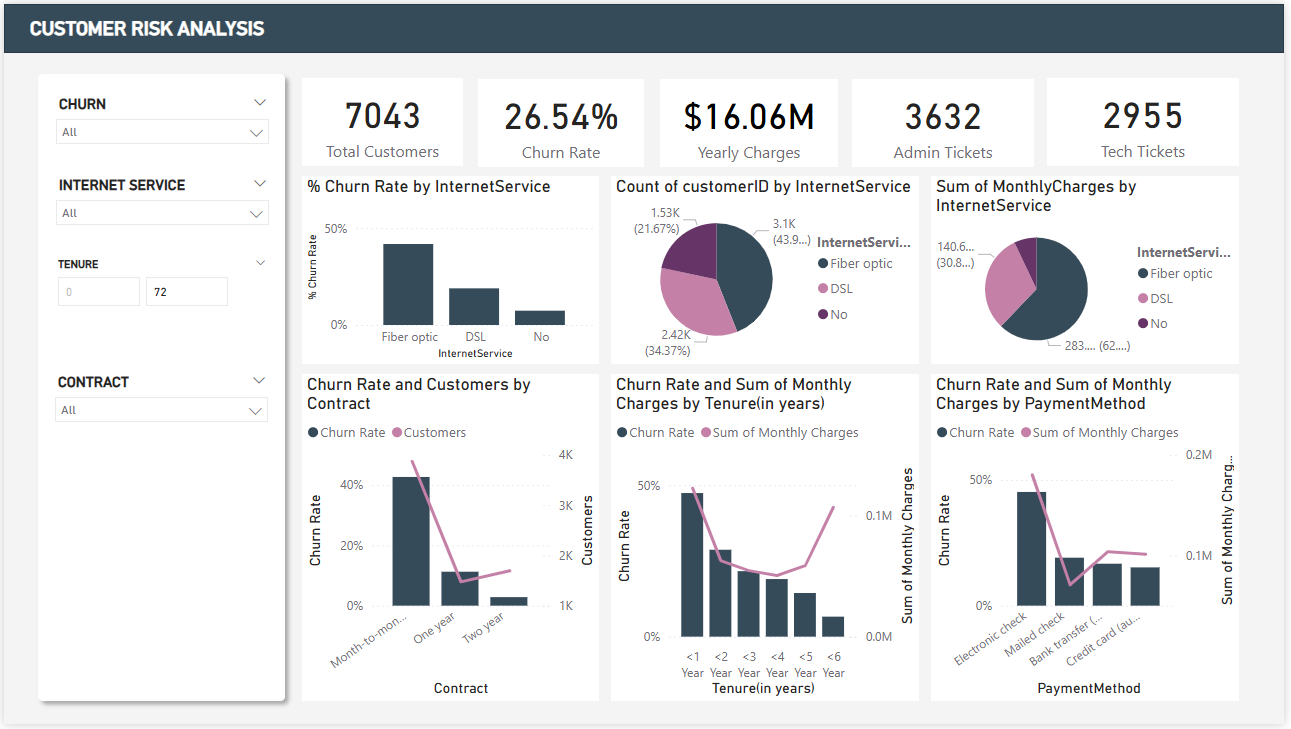 CUSTOMER RISK ANALYSIS
CHURN
All
INTERNET SERVICE
All
TENURE
0
72
CONTRACT
All
7043
Total Customers
26.54%
Churn Rate
$16.06M
Yearly Charges
3632
Admin Tickets
2955
Tech Tickets
% Churn Rate by InternetService
% Churn Rate
50%
0%
Fiber optic
DSL
No
InternetService
Count of customerID by InternetService
1.53K
(21.67%)
3.1K
(43.9...)
2.42K
(34.37%)
InternetServi...
Fiber optic
DSL
No
Sum of MonthlyCharges by
InternetService
140.6...
(30.8...)
283.... (62....)
InternetServi...
Fiber optic
DSL
No
Churn Rate and Customers by
Contract
Churn Rate
Customers
Churn Rate
40%
20%
0%
4K
3K
2K
1K
Customers
Month-to-mon...
One year
Two year
Contract
Churn Rate and Sum of Monthly
Charges by Tenure(in years)
Churn Rate
Sum of Monthly Charges
Churn Rate
50%
0%
0.1M
0.0M
Sum of Monthly Charges
<1
Year
<2
Year
<3
Year
<4
Year
<5
Year
<6
Year
Tenure(in years)
Churn Rate and Sum of Monthly
Charges by PaymentMethod
Churn Rate
Sum of Monthly Charges
Churn Rate
50%
0%
0.2M
0.1M
Sum of Monthly Charg...
Electronic check
Mailed check
Bank transfer (...
Credit card (au...
PaymentMethod